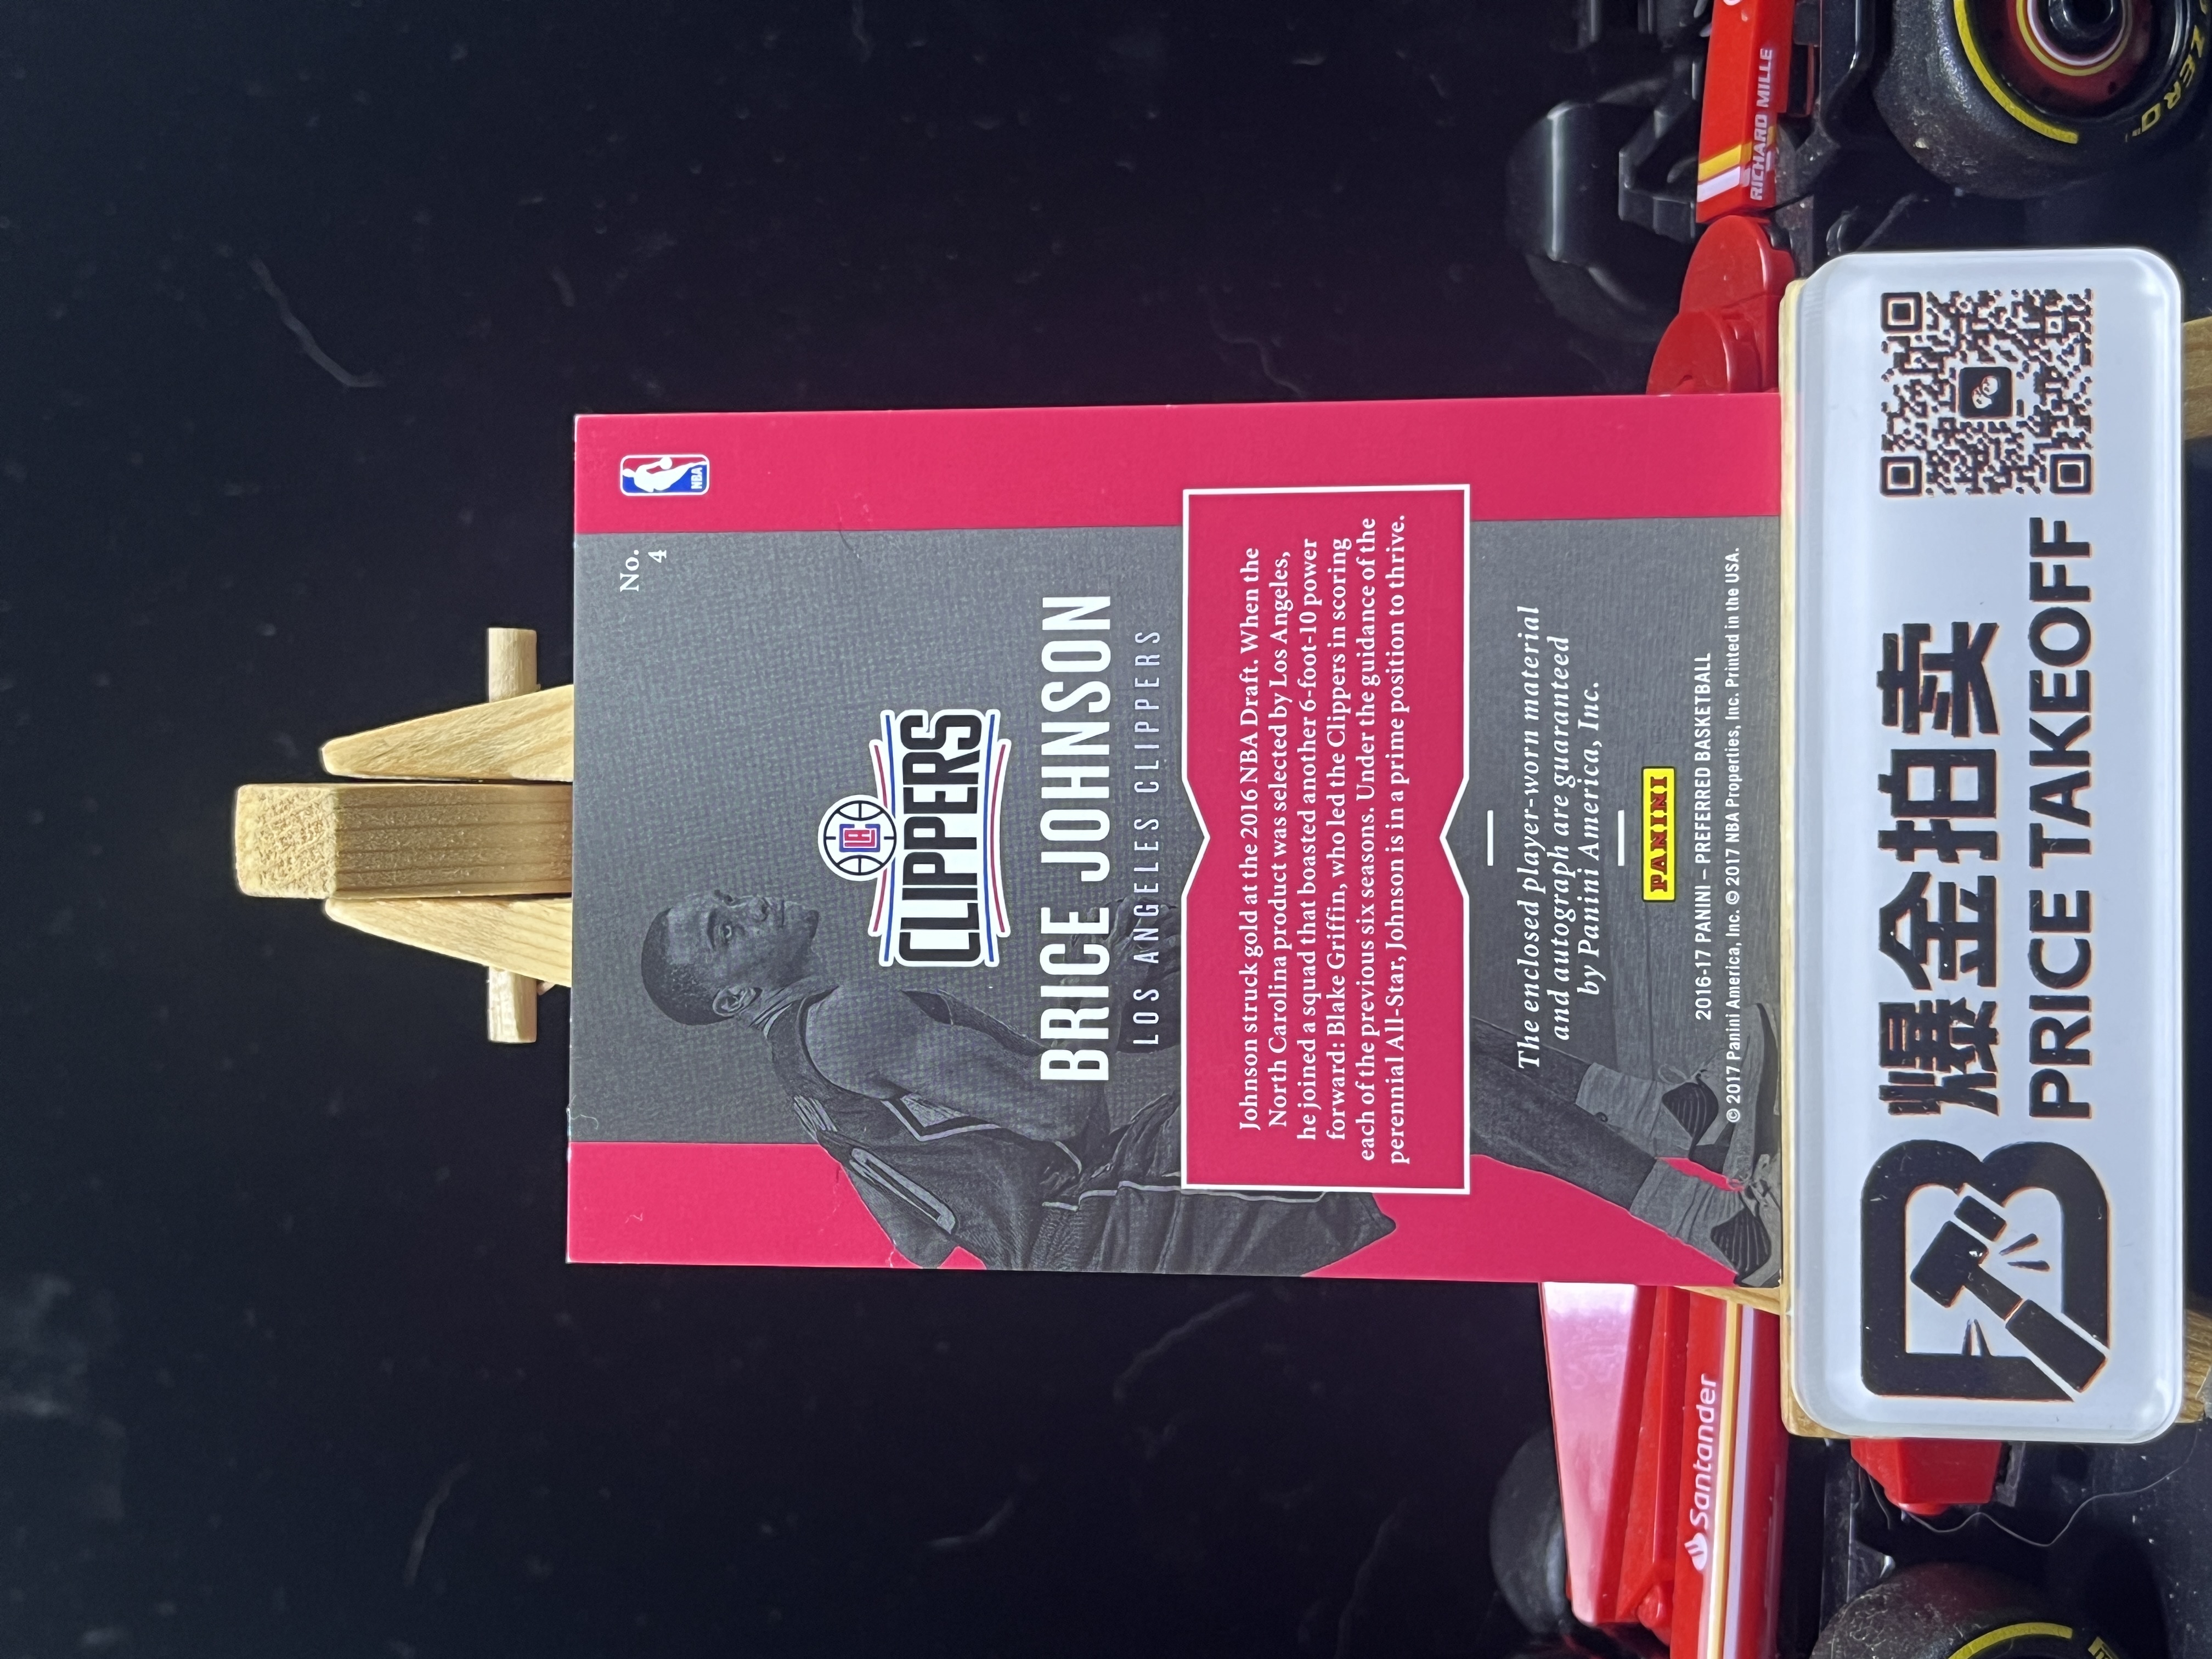 No.
4
NBA
LA
CLIPPERS
BRICE JOHNSON
LOS ANGELES CLIPPERS
Johnson struck gold at the 2016 NBA Draft. When the
North Carolina product was selected by Los Angeles,
he joined a squad that boasted another 6-foot-10 power
forward: Blake Griffin, who led the Clippers in scoring
each of the previous six seasons. Under the guidance of the
perennial All-Star, Johnson is in a prime position to thrive.
The enclosed player-worn material
and autograph are guaranteed
by Panini America, Inc.
PANINI
2016-17 PANINI – PREFERRED BASKETBALL
© 2017 Panini America, Inc. © 2017 NBA Properties, Inc. Printed in the USA.
Santander
RICHARD MILLE
ZERO
爆金拍卖
PRICE TAKEOFF